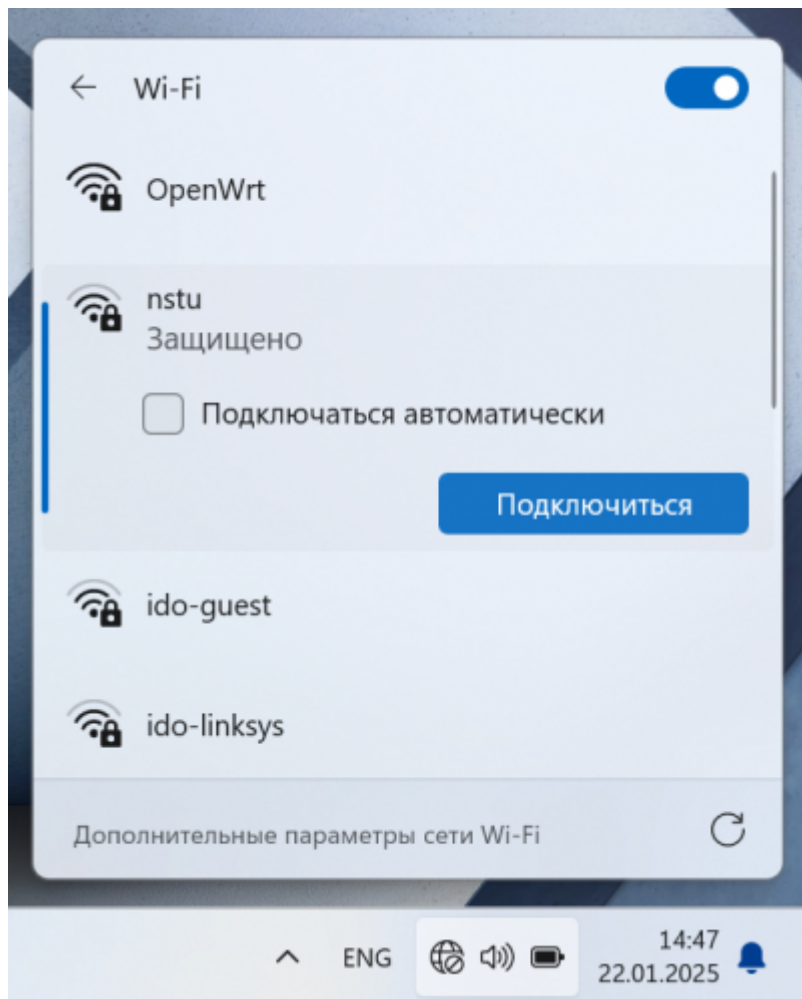 Wi-Fi
OpenWrt
nstu
Защищено
Подключаться автоматически
Подключиться
ido-guest
ido-linksys
Дополнительные параметры сети Wi-Fi
ENG
14:47
22.01.2025